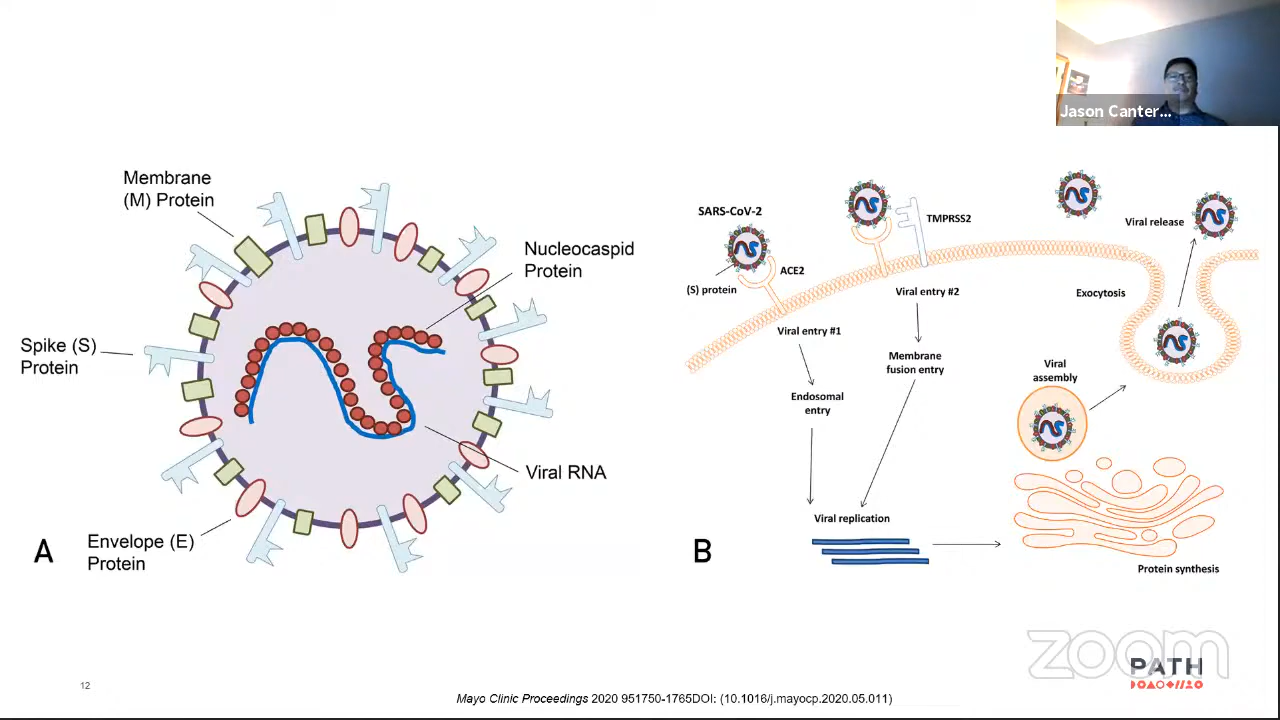 Jason Canter...
Membrane
(M) Protein
Nucleocaspid
Protein
Spike (S)
Protein
Viral RNA
Envelope (E)
Protein
A
SARS-CoV-2
TMPRSS2
Viral release
ACE2
(S) protein
Viral entry #2
Exocytosis
Viral entry #1
Membrane
fusion entry
Viral
assembly
Endosomal
entry
Viral replication
B
Protein synthesis
zoom
PATH
12
Mayo Clinic Proceedings 2020 951750-1765DOI: (10.1016/j.mayocp.2020.05.011)